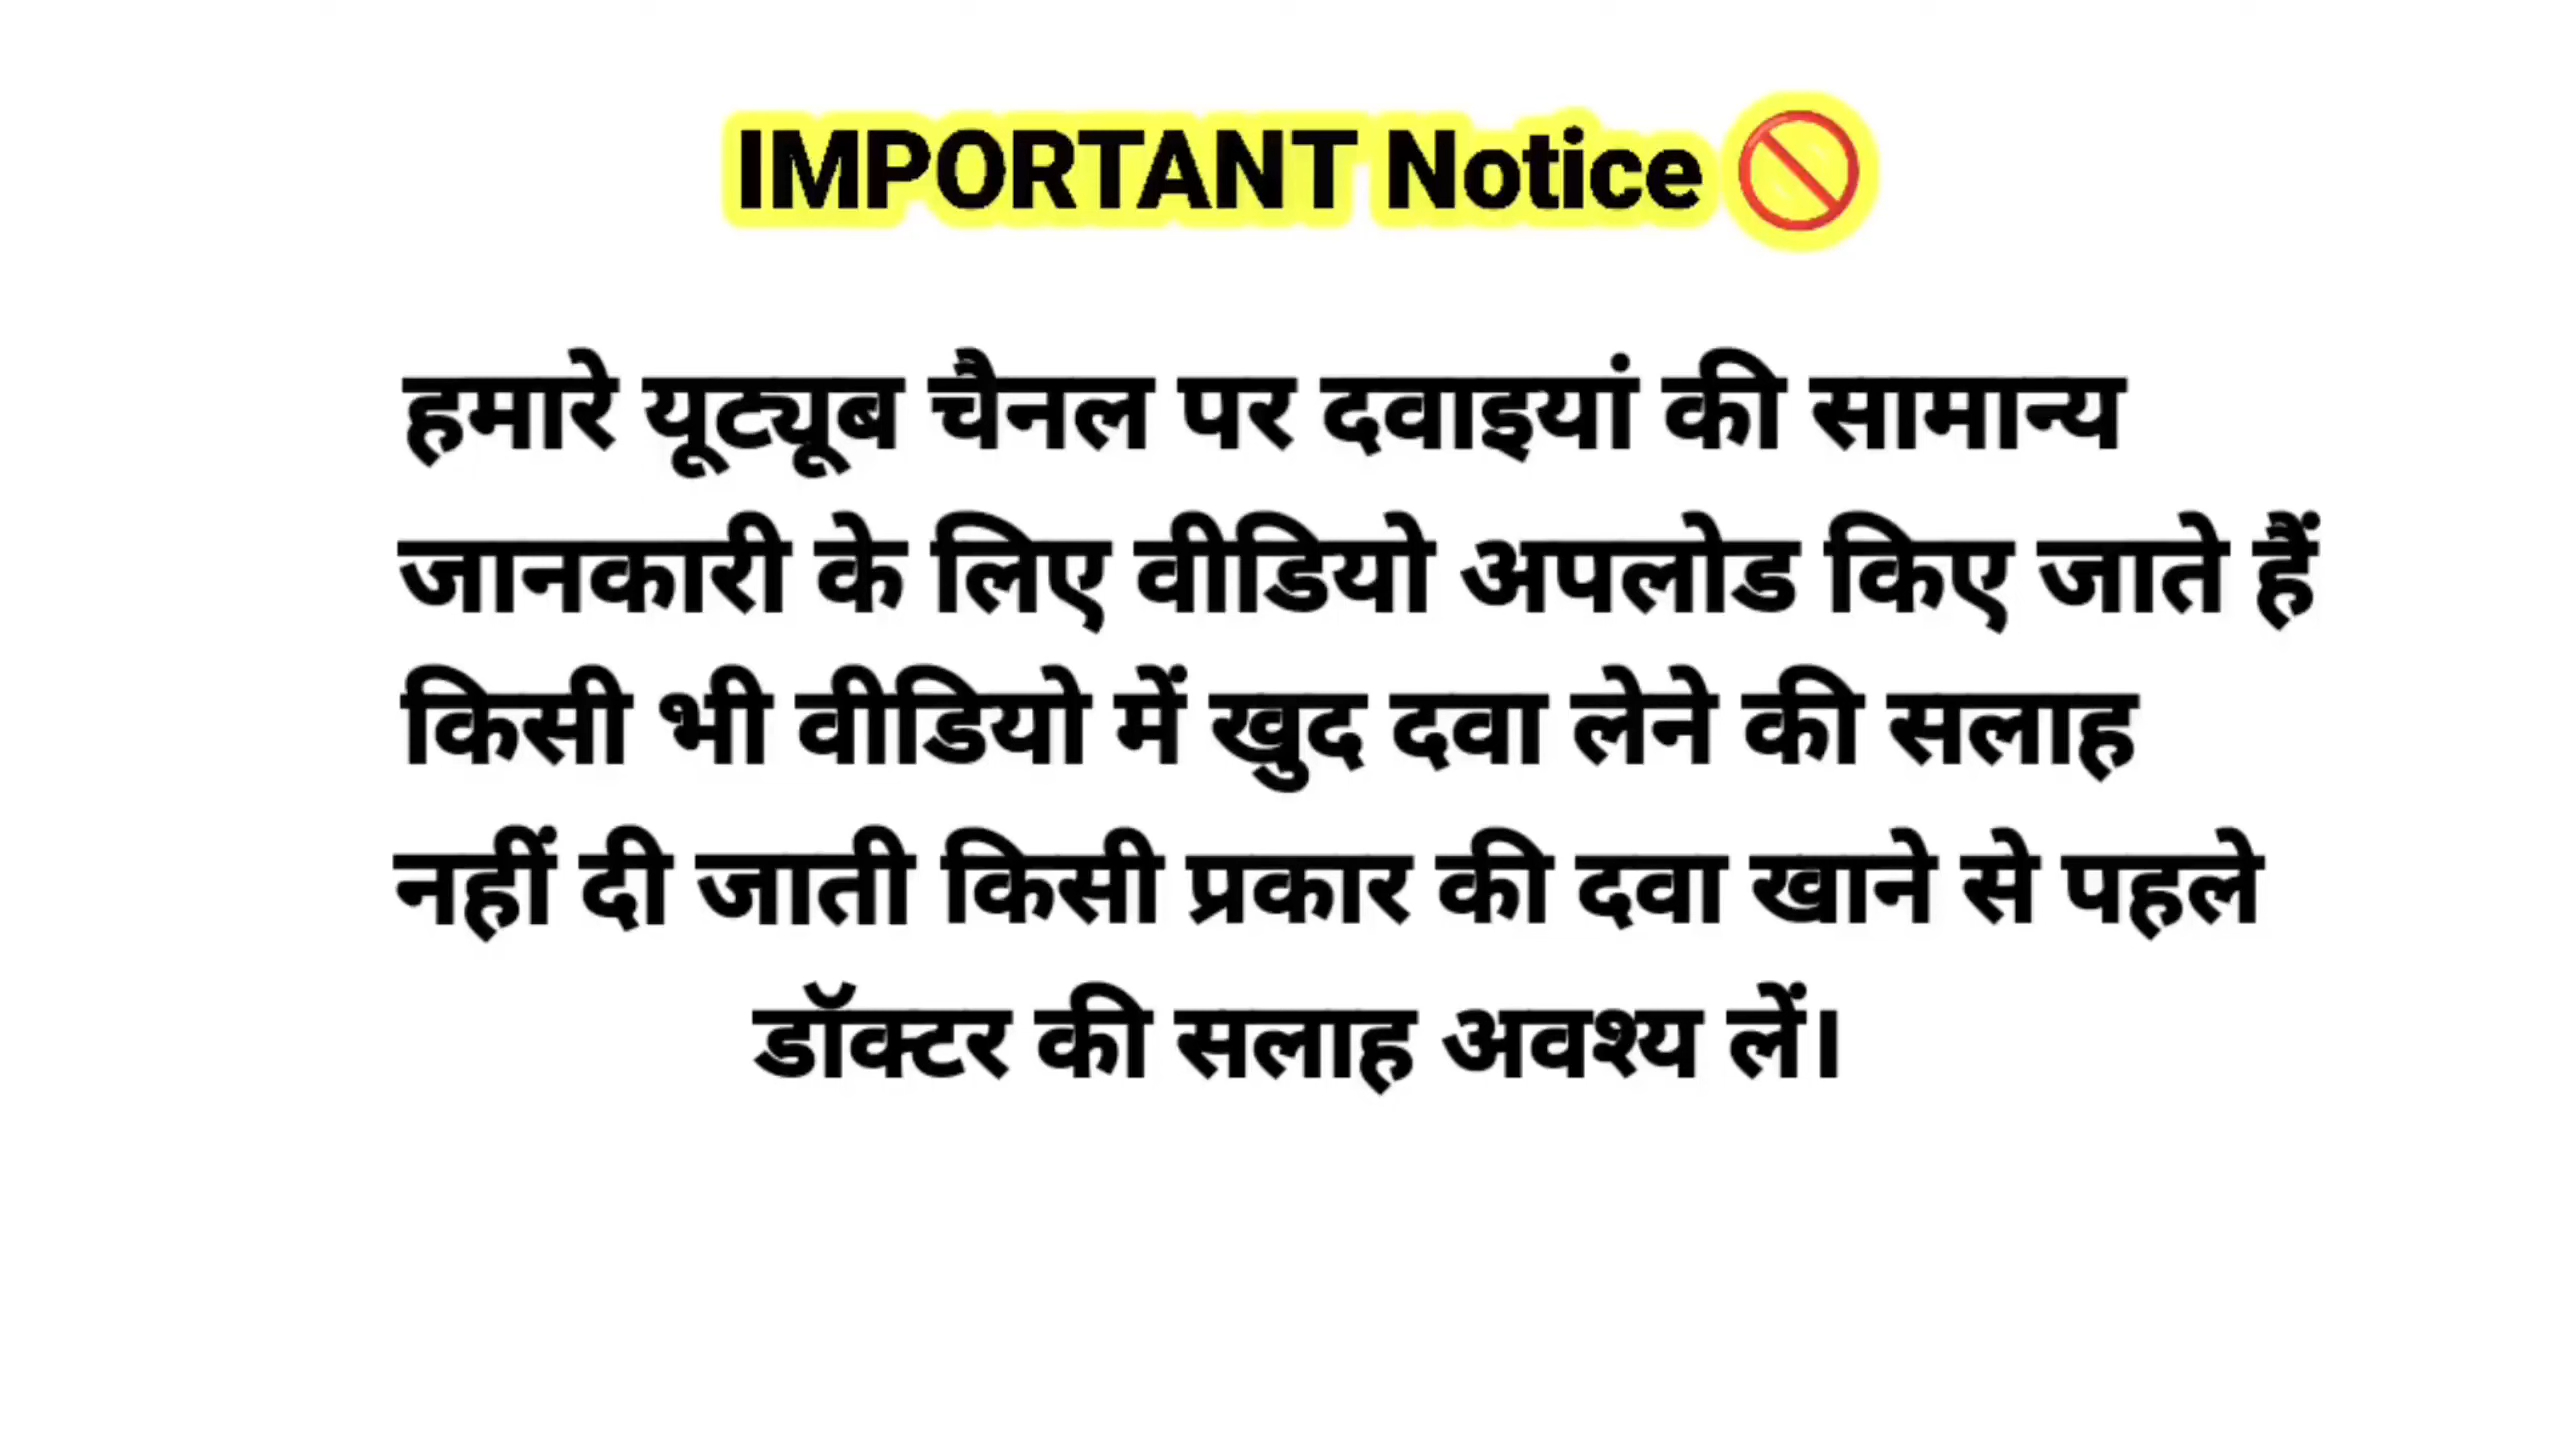 IMPORTANT Notice 🚫
हमारे यूट्यूब चैनल पर दवाइयां की सामान्य
जानकारी के लिए वीडियो अपलोड किए जाते हैं
किसी भी वीडियो में खुद दवा लेने की सलाह
नहीं दी जाती किसी प्रकार की दवा खाने से पहले
डॉक्टर की सलाह अवश्य लें।